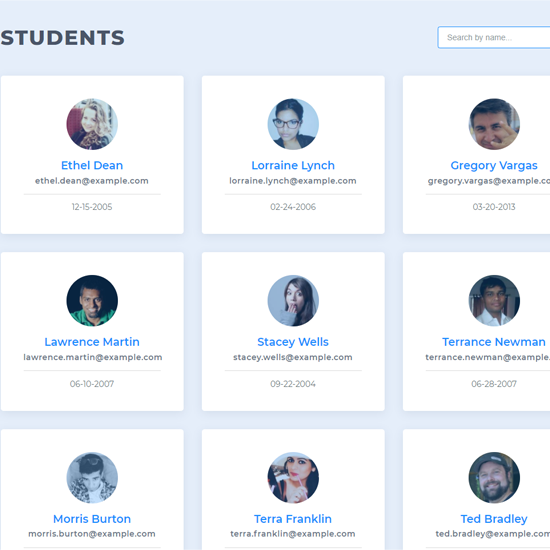 STUDENTS
Search by name...
Ethel Dean
ethel.dean@example.com
12-15-2005
Lorraine Lynch
lorraine.lynch@example.com
02-24-2006
Gregory Vargas
gregory.vargas@example.co
03-20-2013
Lawrence Martin
lawrence.martin@example.com
06-10-2007
Stacey Wells
stacey.wells@example.com
09-22-2004
Terrance Newman
terrance.newman@example.
06-28-2007
Morris Burton
morris.burton@example.com
Terra Franklin
terra.franklin@example.com
Ted Bradley
ted.bradley@example.com